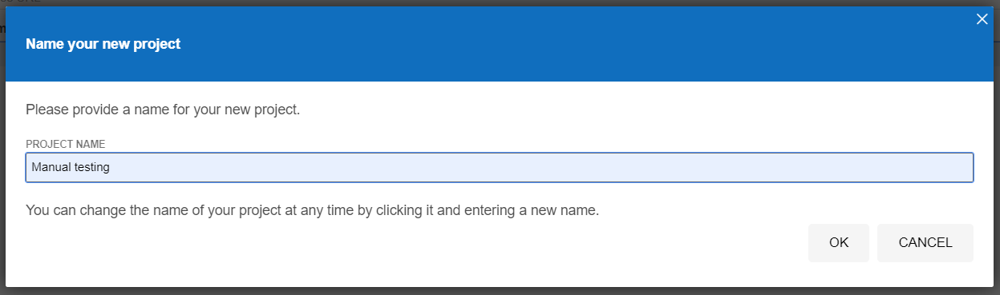 Name your new project
Please provide a name for your new project.
PROJECT NAME
Manual testing
You can change the name of your project at any time by clicking it and entering a new name.
OK
CANCEL